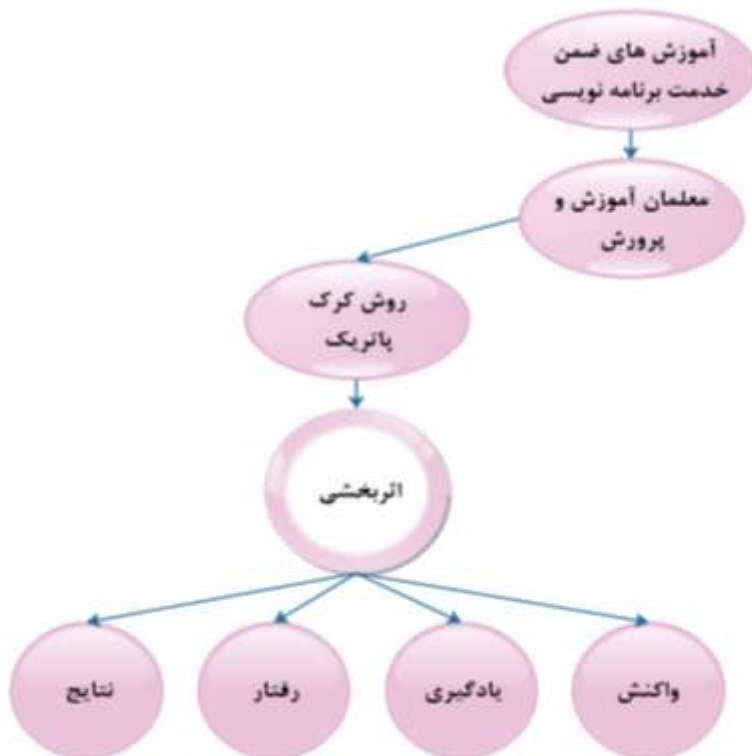 آموزش های ضمن
خدمت برنامه نویسی
معلمان آموزش و
پرورش
روش کرک
پاتریک
اثربخشی
واکنش
یادگیری
رفتار
نتایج